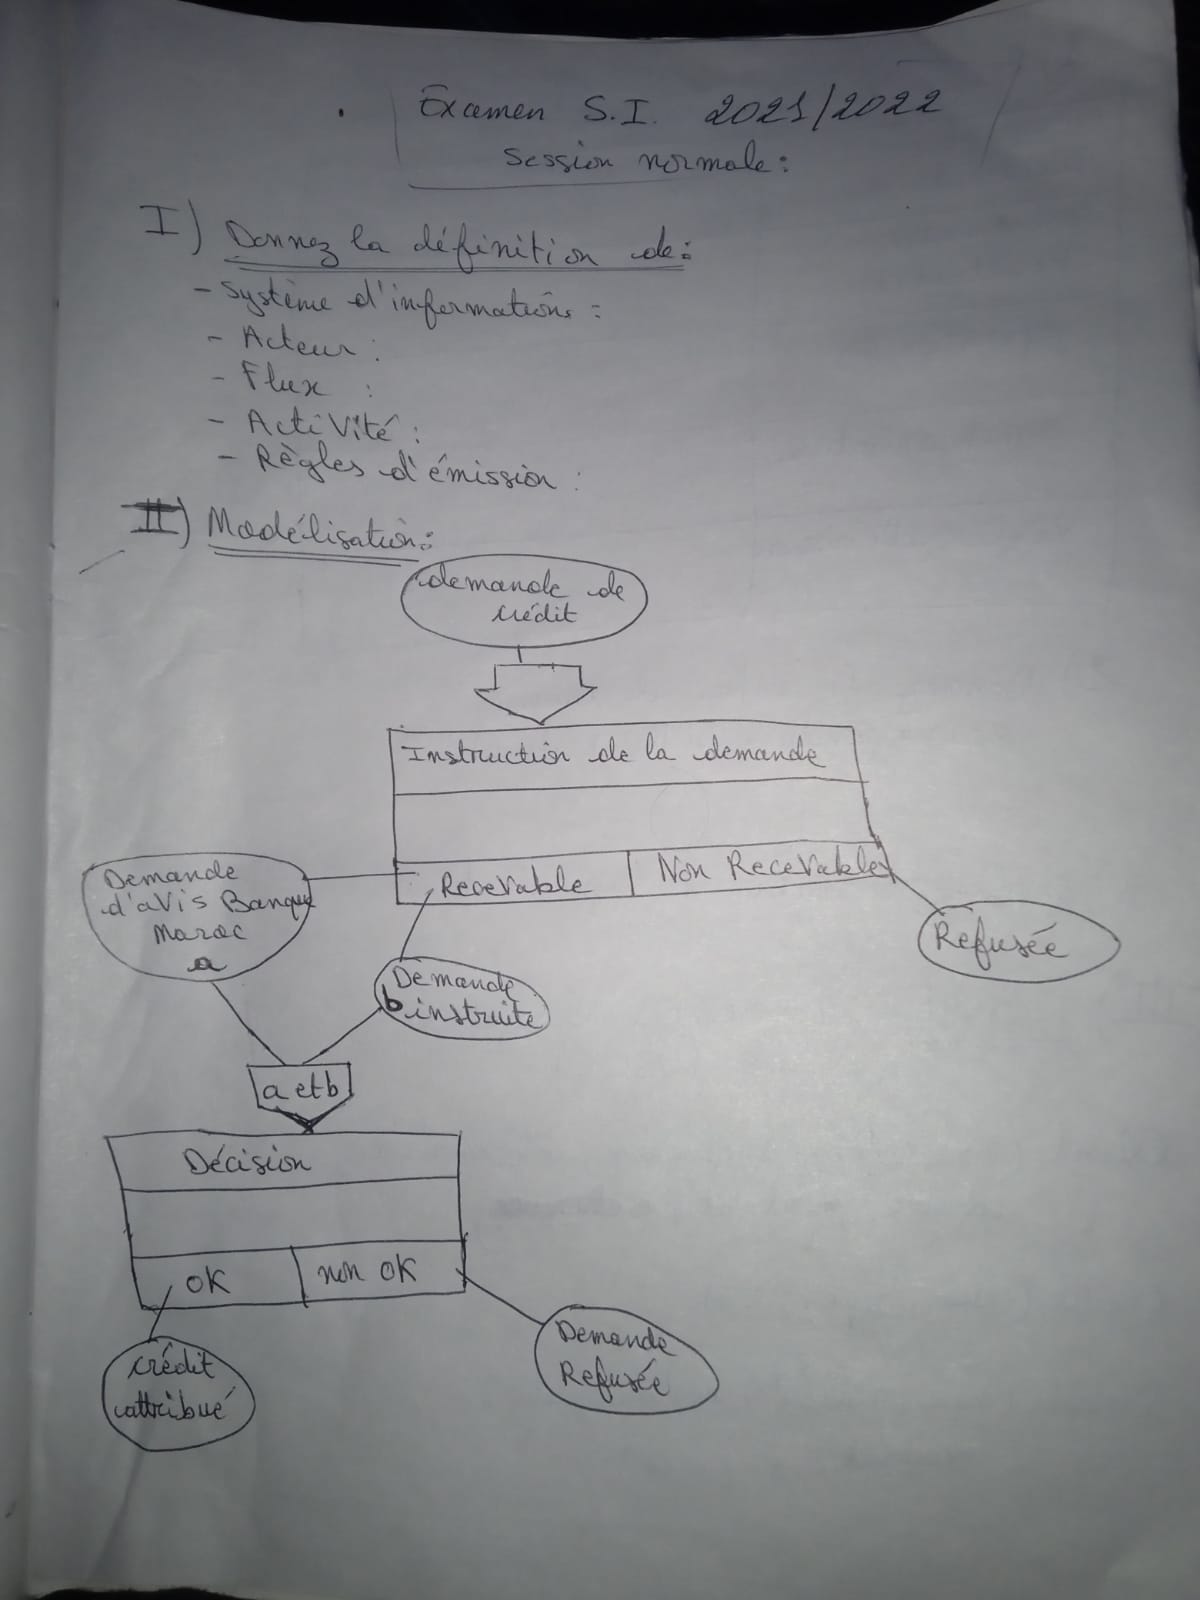 Examen S.I. 2021/2022
Session normale:
I) Donnez la définition de:
- Système d'informations:
- Acteur:
- Flux :
- Activité:
- Règles d'émission:
II) Modélisation:
demande de
crédit
Instruction de la demande
Recevable
Non Recevable
Demande
d'avis Banque
Maroc
a
Demande
b instruite
Refusée
a et b
Décision
OK
non OK
crédit
attribué
Demande
Refusée